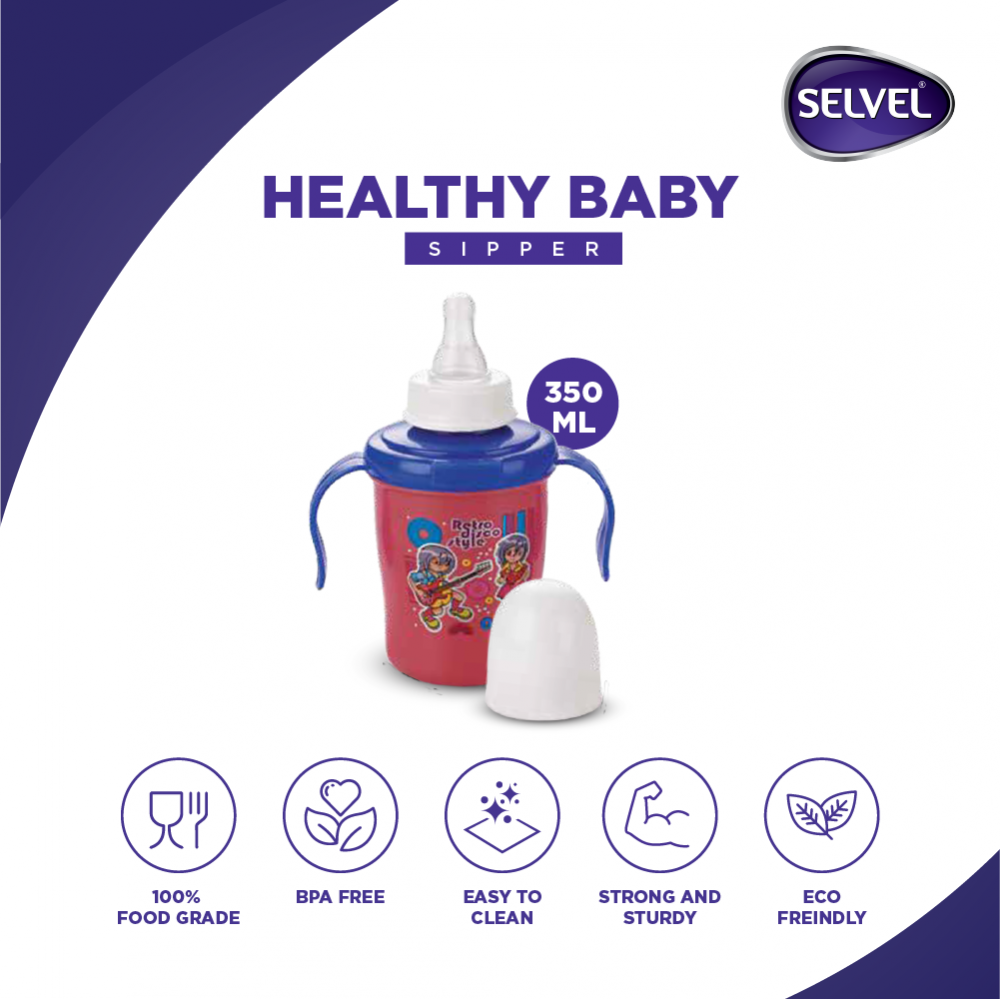 SELVEL®
HEALTHY BABY
SIPPER
350
ML
Retro
disco
style
100%
FOOD GRADE
BPA FREE
EASY TO
CLEAN
STRONG AND
STURDY
ECO
FREINDLY